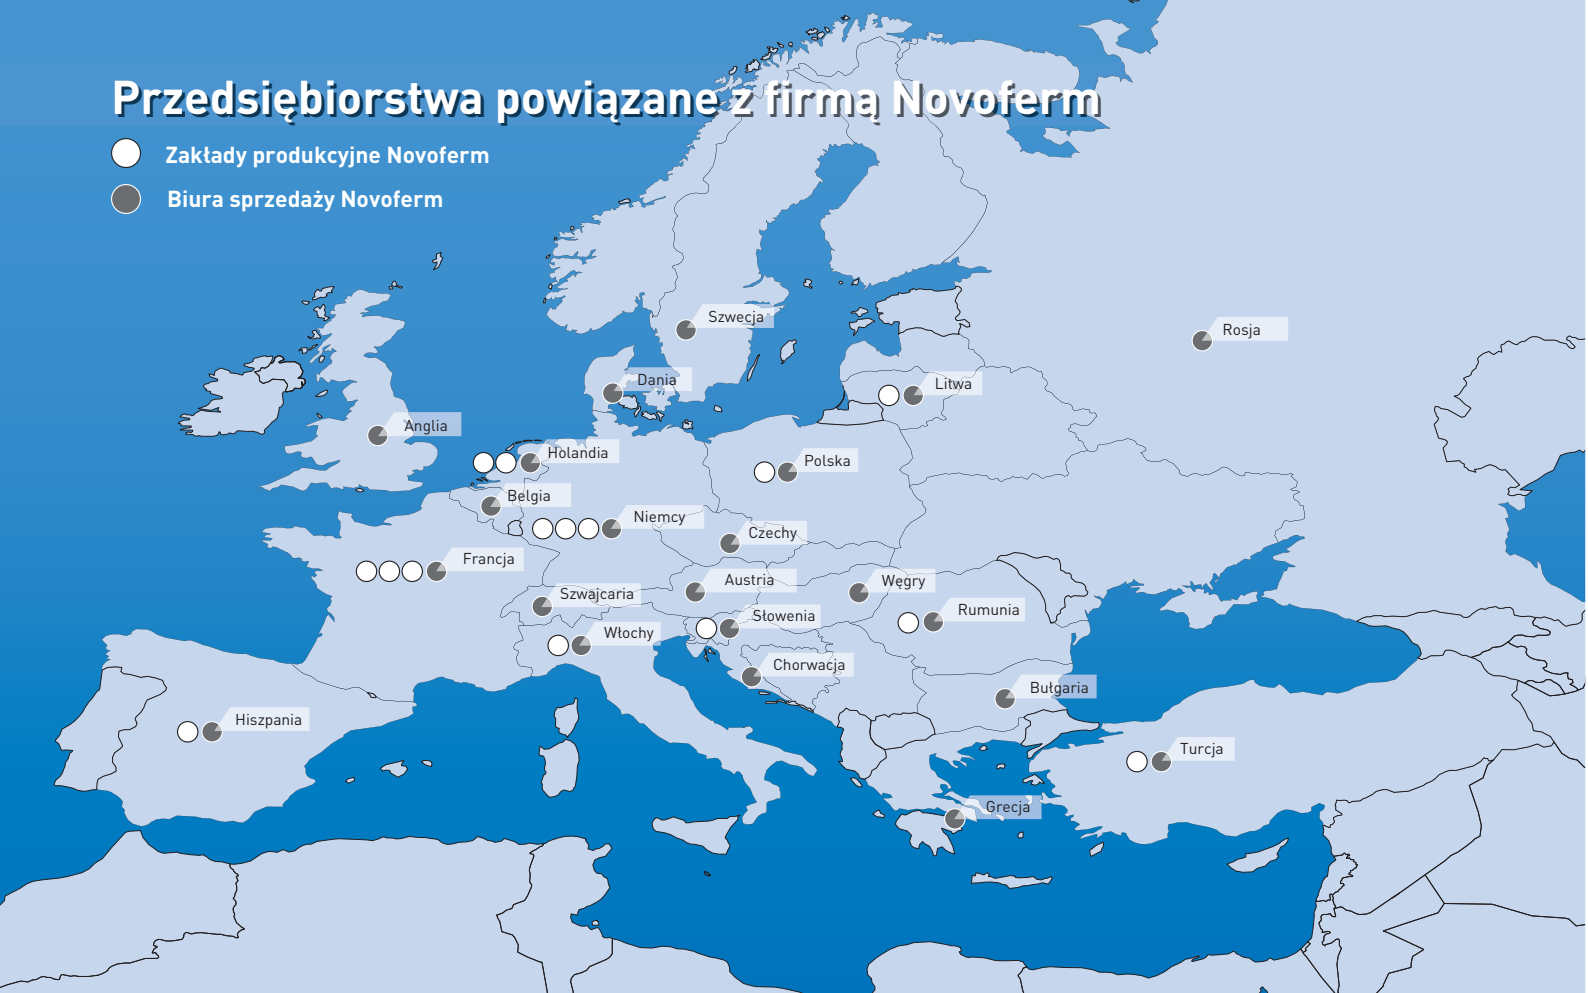 Przedsiębiorstwa powiązane z firmą Novoferm
Zakłady produkcyjne Novoferm
Biura sprzedaży Novoferm
Szwecja
Rosja
Dania
Litwa
Anglia
Holandia
Polska
Belgia
Niemcy
Czechy
Francja
Austria
Węgry
Szwajcaria
Rumunia
Słowenia
Włochy
Chorwacja
Bułgaria
Hiszpania
Turcja
Grecja